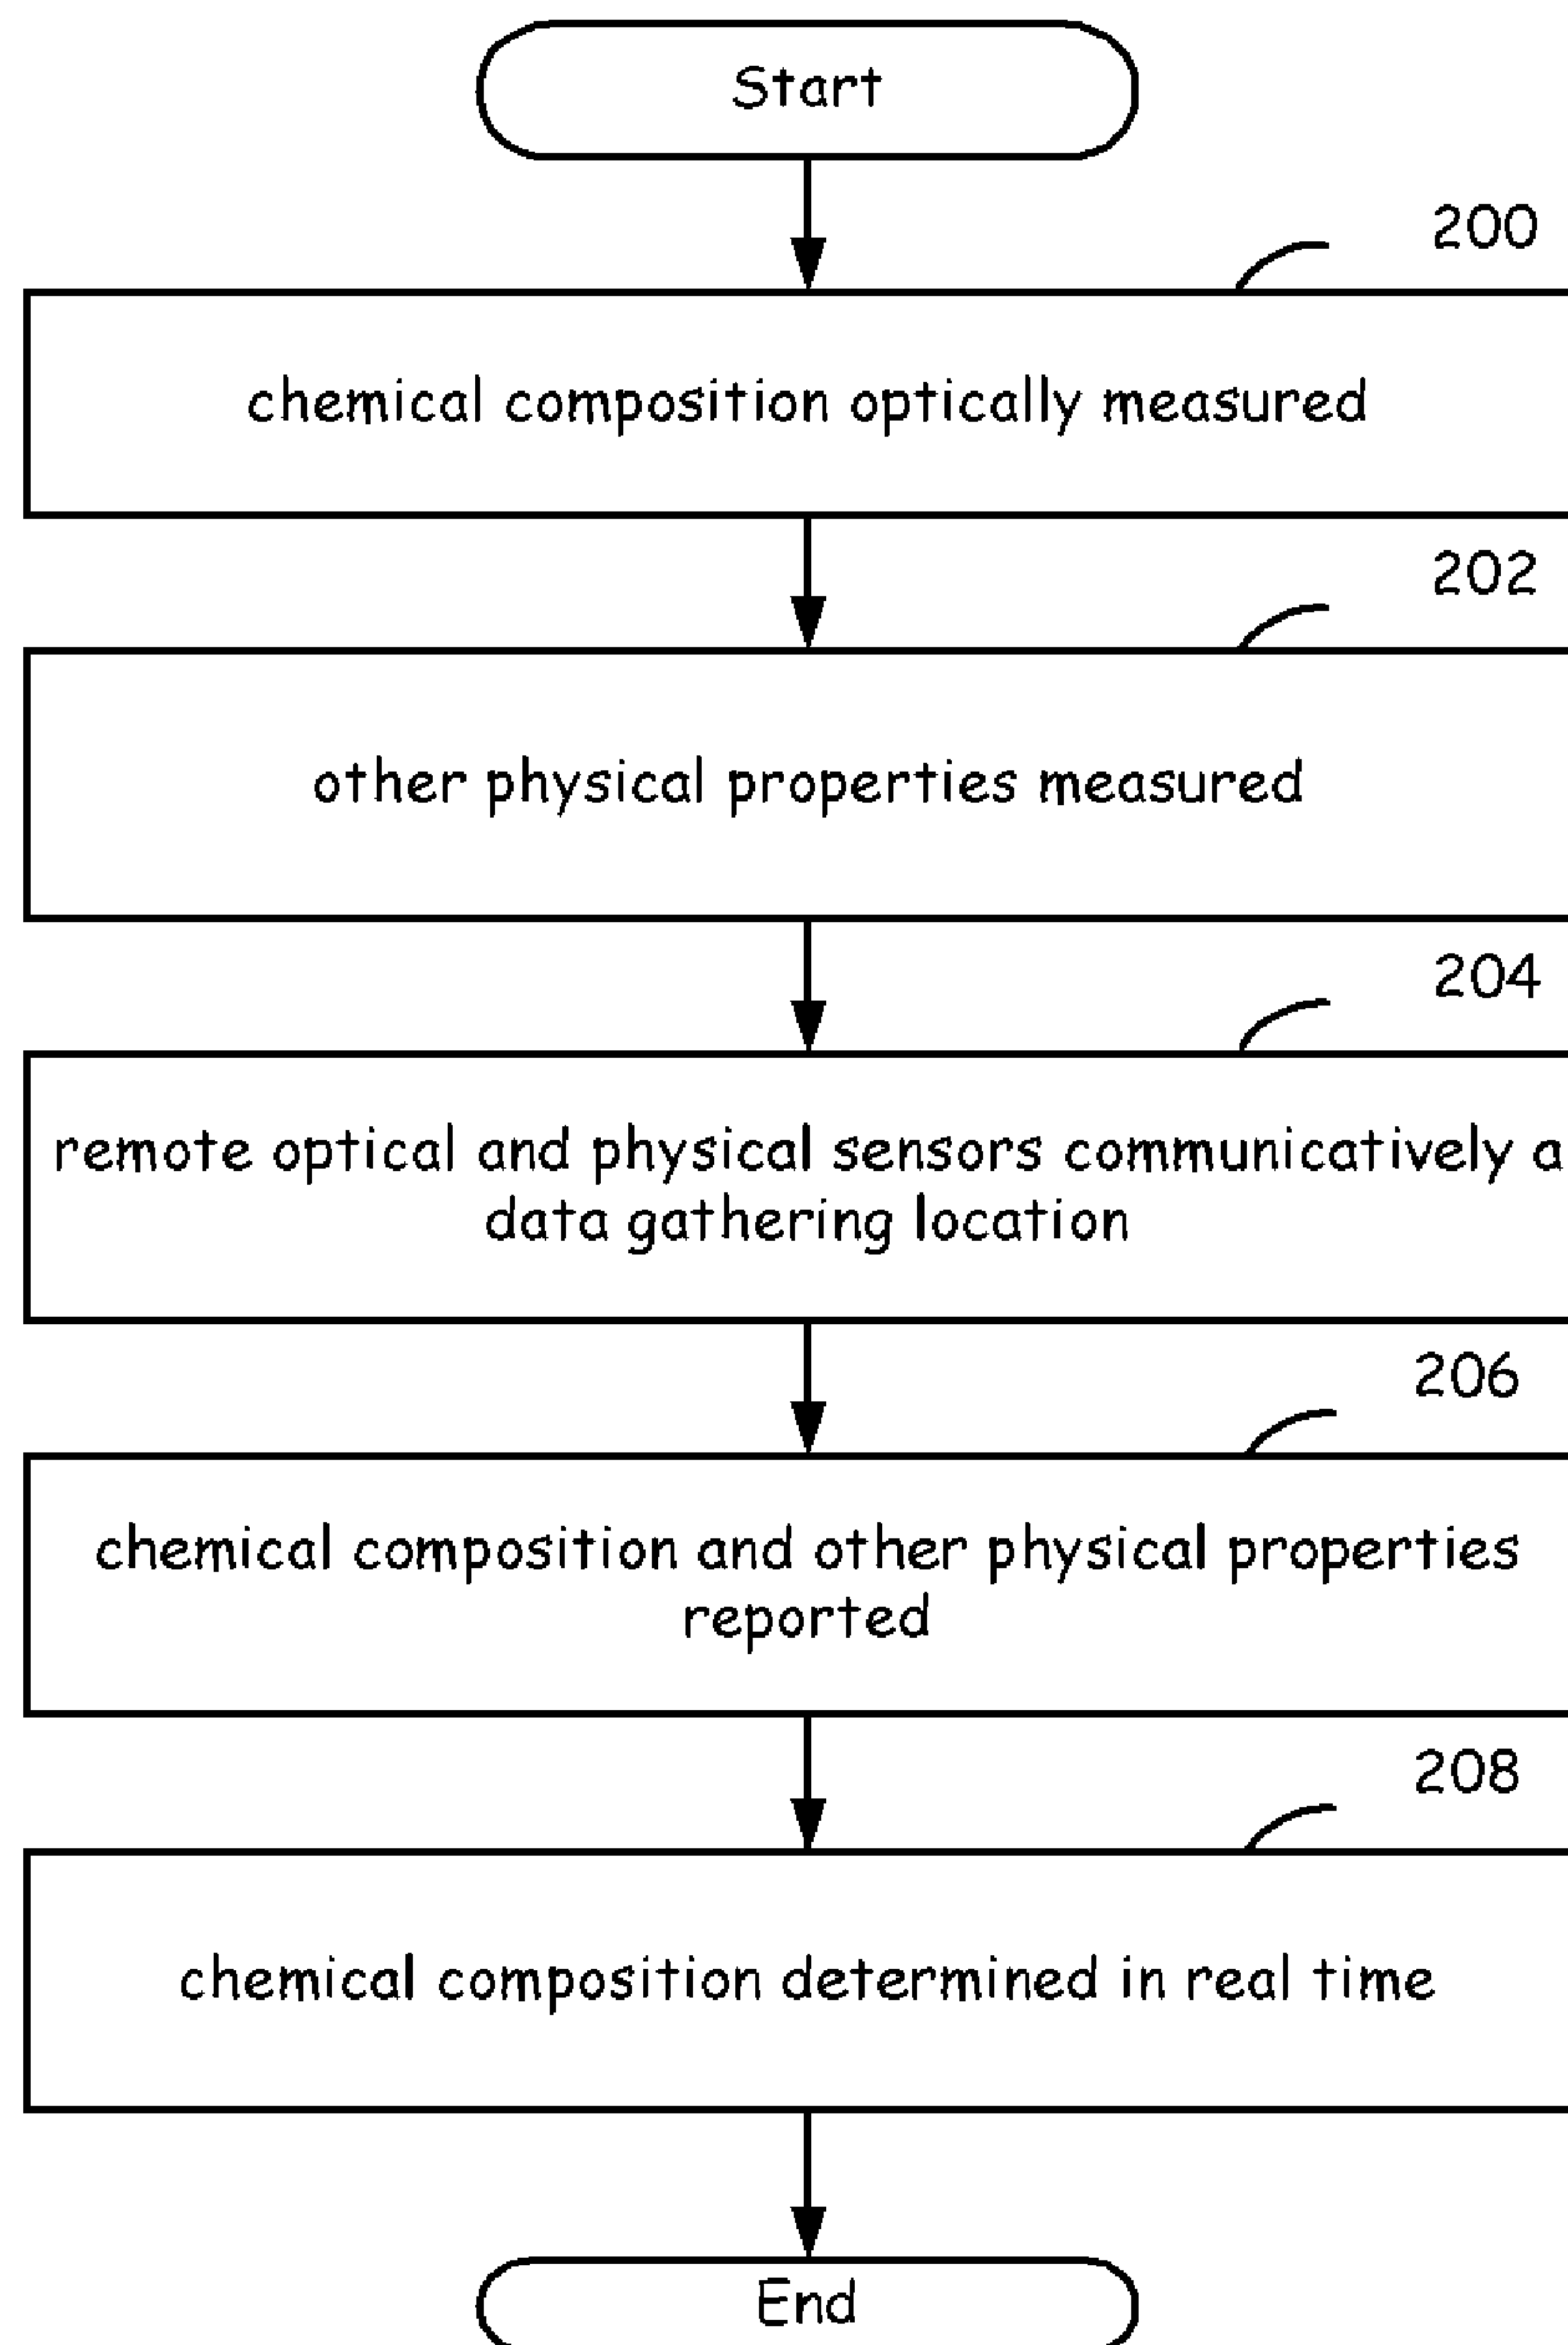 Start
200
chemical composition optically measured
202
other physical properties measured
204
remote optical and physical sensors communicatively a
data gathering location
206
chemical composition and other physical properties
reported
208
chemical composition determined in real time
End